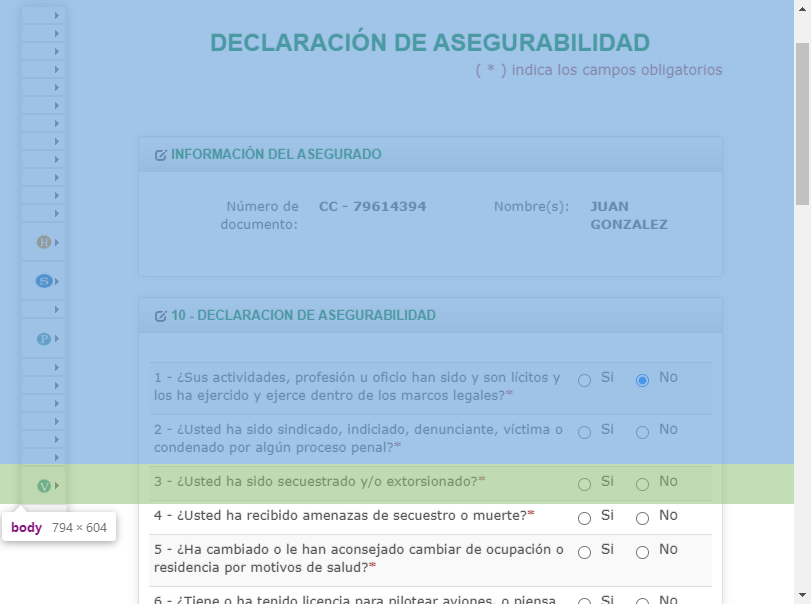 DECLARACIÓN DE ASEGURABILIDAD
( * ) indica los campos obligatorios
INFORMACIÓN DEL ASEGURADO
Número de documento: CC - 79614394 Nombre(s): JUAN GONZALEZ
10 - DECLARACION DE ASEGURABILIDAD
1 - ¿Sus actividades, profesión u oficio han sido y son lícitos y Si No
los ha ejercido y ejerce dentro de los marcos legales?*
2 - ¿Usted ha sido sindicado, indiciado, denunciante, víctima o Si No
condenado por algún proceso penal?*
3 - ¿Usted ha sido secuestrado y/o extorsionado?* Si No
4 - ¿Usted ha recibido amenazas de secuestro o muerte?* Si No
5 - ¿Ha cambiado o le han aconsejado cambiar de ocupación o Si No
residencia por motivos de salud?*
6 - ¿Tiene o ha tenido licencia para pilotear aviones, o piensa Si No
H
S
P
V
body 794 × 604